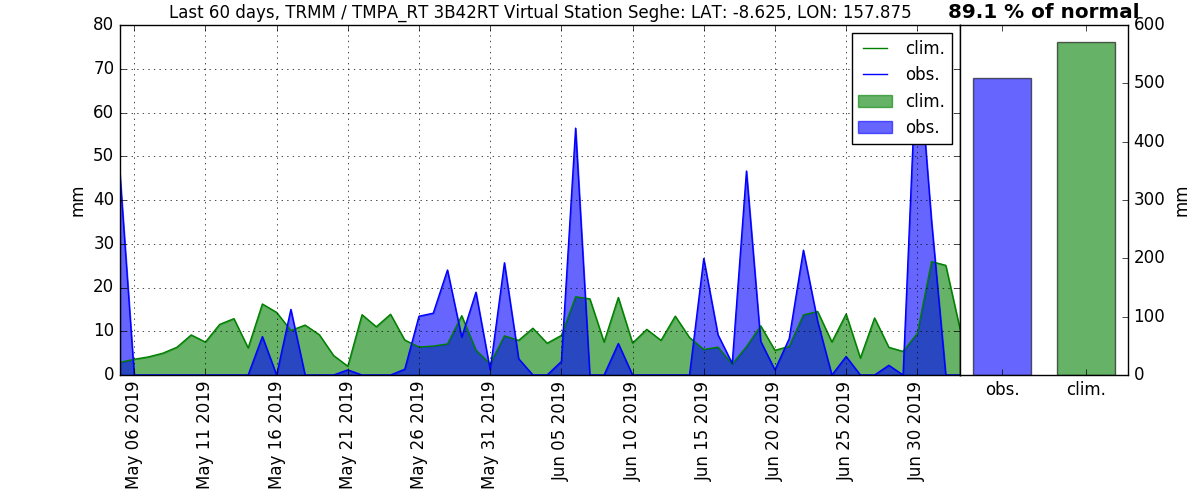 Last 60 days, TRMM / TMPA_RT 3B42RT Virtual Station Seghe: LAT: -8.625, LON: 157.875
89.1 % of normal
80
70
60
50
40
30
20
10
0
mm
clim.
obs.
clim.
obs.
600
500
400
300
200
100
0
mm
obs.
clim.
May 06 2019
May 11 2019
May 16 2019
May 21 2019
May 26 2019
May 31 2019
Jun 05 2019
Jun 10 2019
Jun 15 2019
Jun 20 2019
Jun 25 2019
Jun 30 2019